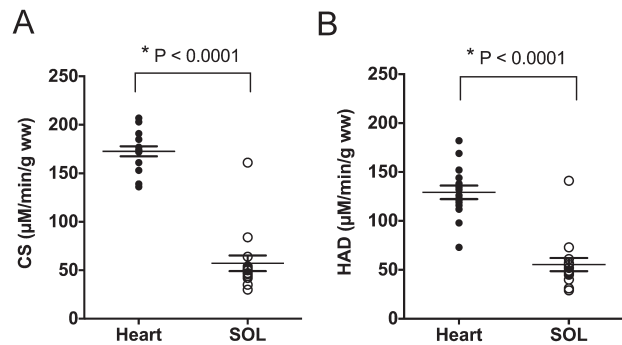 A
* P < 0.0001
CS (µM/min/g ww)
250
200
150
100
50
0
Heart
SOL
B
* P < 0.0001
HAD (µM/min/g ww)
250
200
150
100
50
0
Heart
SOL